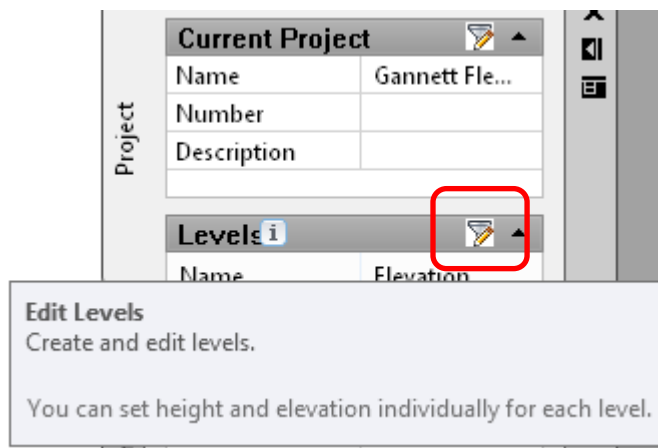 Project
Current Project
Name Gannett Fle...
Number
Description
Levels
Name Elevation
Edit Levels
Create and edit levels.
You can set height and elevation individually for each level.